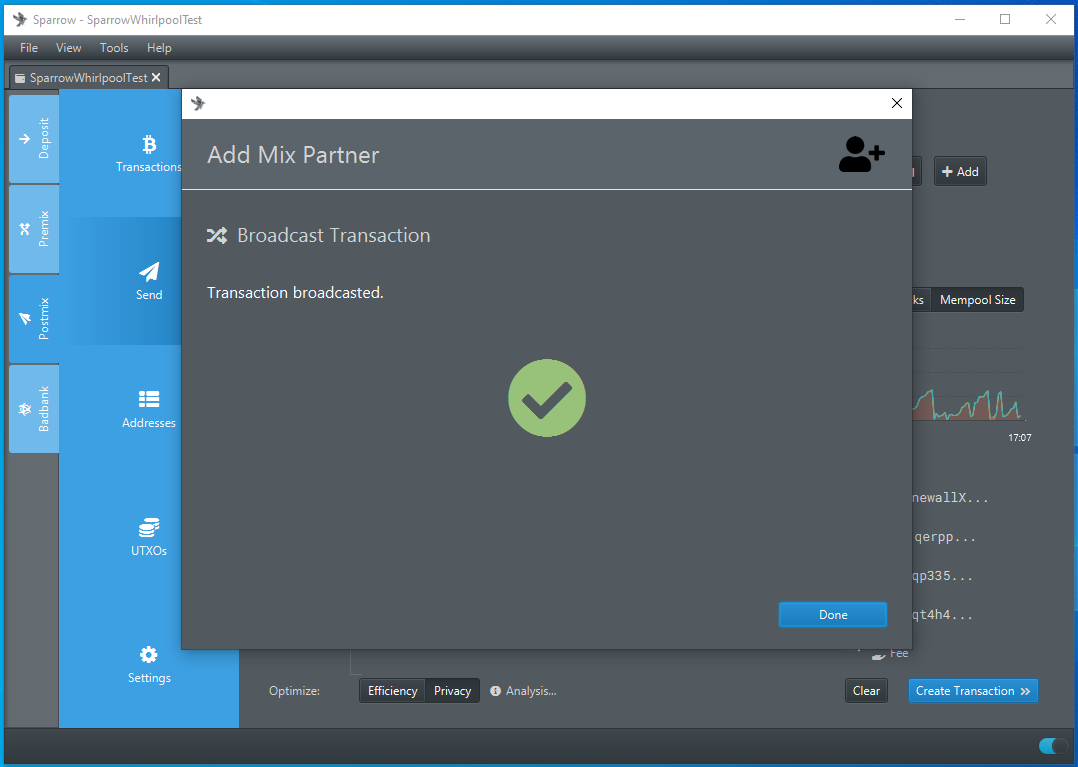 Sparrow - SparrowWhirlpoolTest
File View Tools Help
SparrowWhirlpoolTest
Deposit
Premix
Postmix
Badbank
Transactions
Send
Addresses
UTXOs
Settings
Add Mix Partner
Broadcast Transaction
Transaction broadcasted.
Done
Add
ks Mempool Size
17:07
newallX...
qerpp...
qp335...
qt4h4...
Fee
Optimize: Efficiency Privacy Analysis... Clear Create Transaction